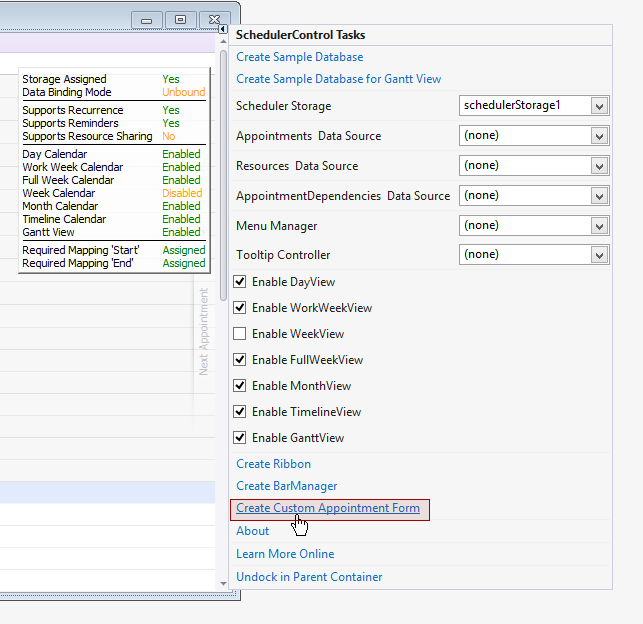 Storage Assigned Yes
Data Binding Mode Unbound
Supports Recurrence Yes
Supports Reminders Yes
Supports Resource Sharing No
Day Calendar Enabled
Work Week Calendar Enabled
Full Week Calendar Enabled
Week Calendar Disabled
Month Calendar Enabled
Timeline Calendar Enabled
Gantt View Enabled
Required Mapping 'Start' Assigned
Required Mapping 'End' Assigned
Next Appointment
SchedulerControl Tasks
Create Sample Database
Create Sample Database for Gantt View
Scheduler Storage schedulerStorage1
Appointments Data Source (none)
Resources Data Source (none)
AppointmentDependencies Data Source (none)
Menu Manager (none)
Tooltip Controller (none)
Enable DayView
Enable WorkWeekView
Enable WeekView
Enable FullWeekView
Enable MonthView
Enable TimelineView
Enable GanttView
Create Ribbon
Create BarManager
Create Custom Appointment Form
About
Learn More Online
Undock in Parent Container